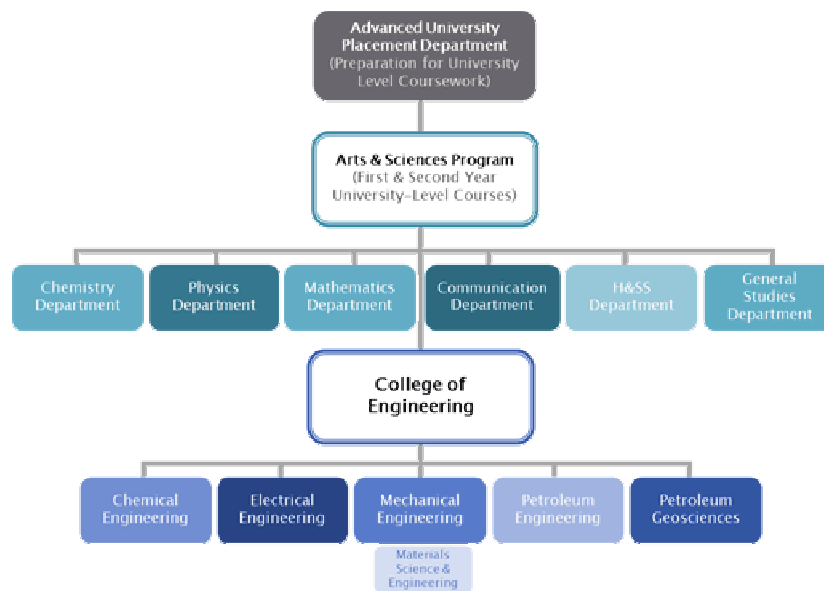 Advanced University
Placement Department
(Preparation for University
Level Coursework)
Arts & Sciences Program
(First & Second Year
University-Level Courses)
Chemistry
Department
Physics
Department
Mathematics
Department
Communication
Department
H&SS
Department
General
Studies
Department
College of
Engineering
Chemical
Engineering
Electrical
Engineering
Mechanical
Engineering
Petroleum
Engineering
Petroleum
Geosciences
Materials
Science &
Engineering